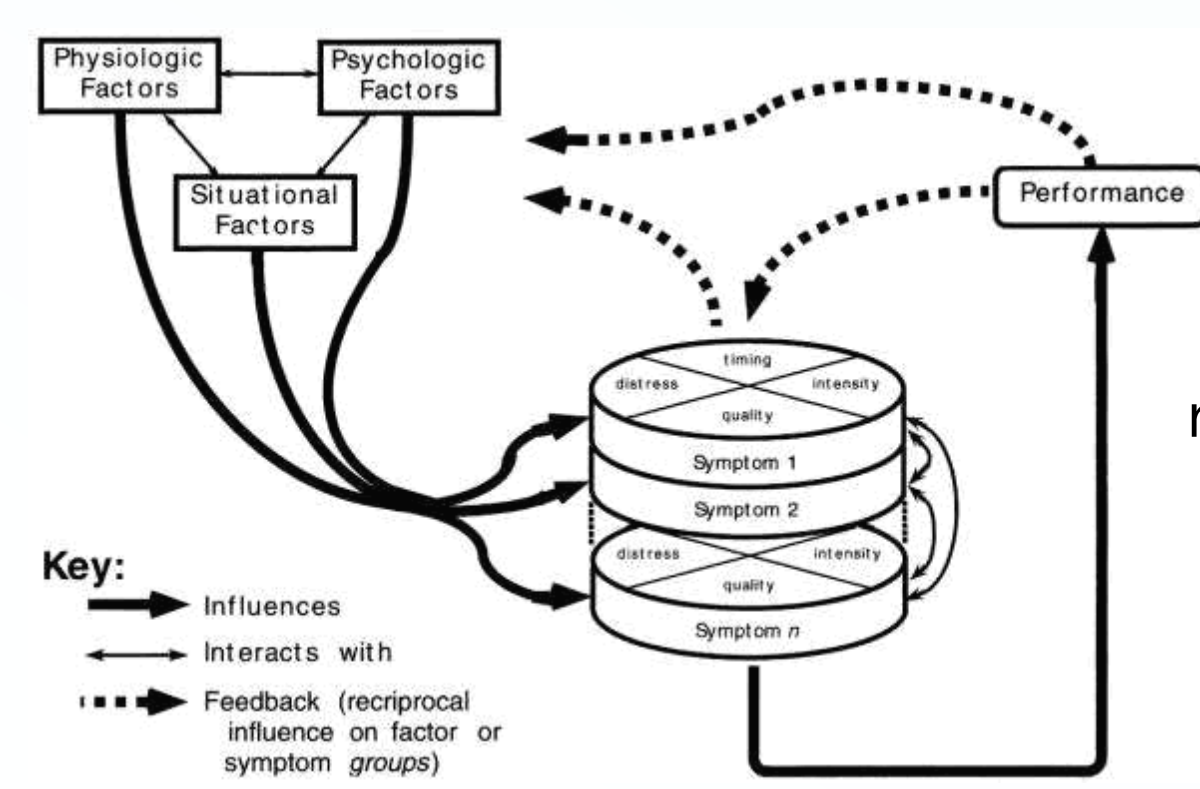 Physiologic
Factors
Psychologic
Factors
Situational
Factors
Performance
timing
distress
intensity
quality
Symptom 1
Symptom 2
distress
intensity
quality
Symptom n
Key:
Influences
Interacts with
Feedback (recriprocal
influence on factor or
symptom groups)